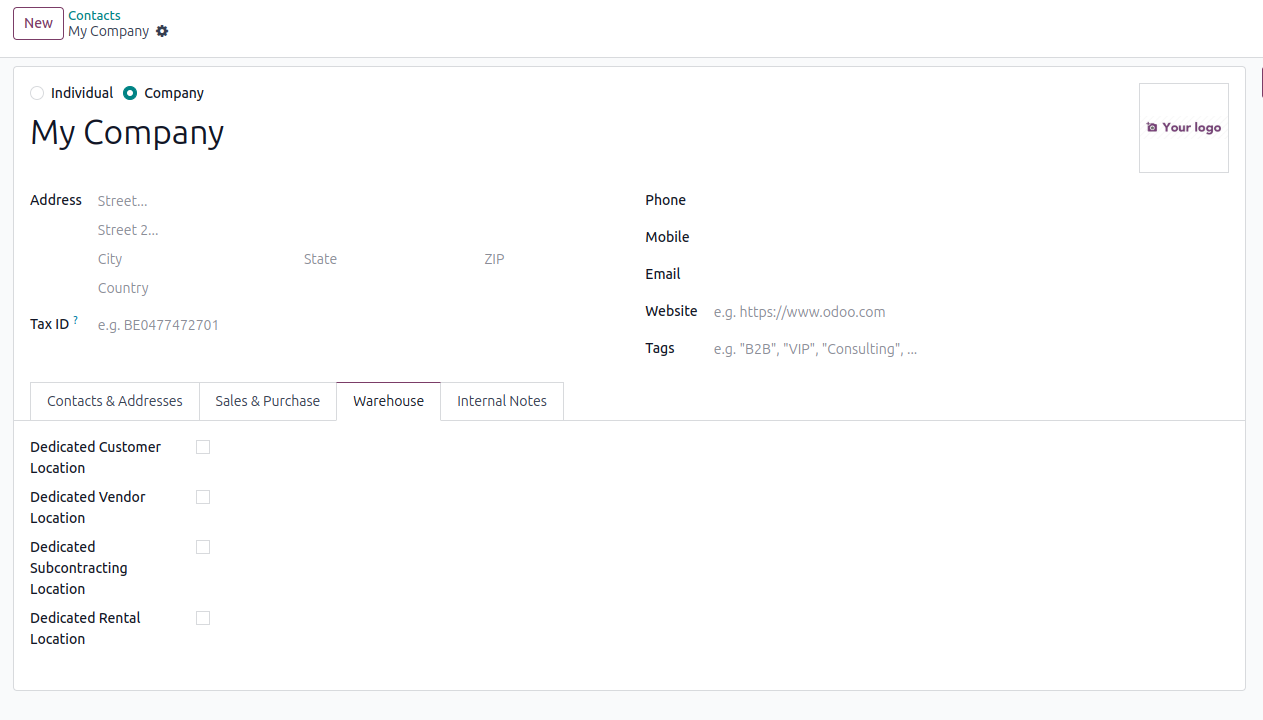 New
Contacts
My Company
Individual
Company
My Company
Your logo
Address
Street...
Street 2...
City
State
ZIP
Country
Tax ID ?
e.g. BE0477472701
Phone
Mobile
Email
Website
e.g. https://www.odoo.com
Tags
e.g. "B2B", "VIP", "Consulting", ...
Contacts & Addresses
Sales & Purchase
Warehouse
Internal Notes
Dedicated Customer
Location
Dedicated Vendor
Location
Dedicated
Subcontracting
Location
Dedicated Rental
Location